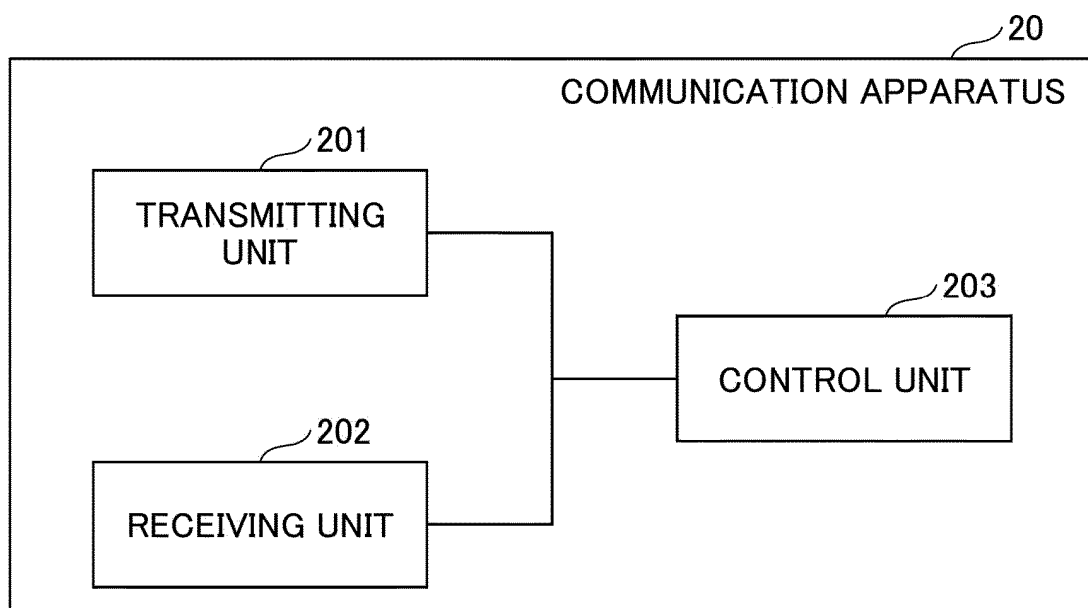 20
COMMUNICATION APPARATUS
201
TRANSMITTING
UNIT
203
CONTROL UNIT
202
RECEIVING UNIT